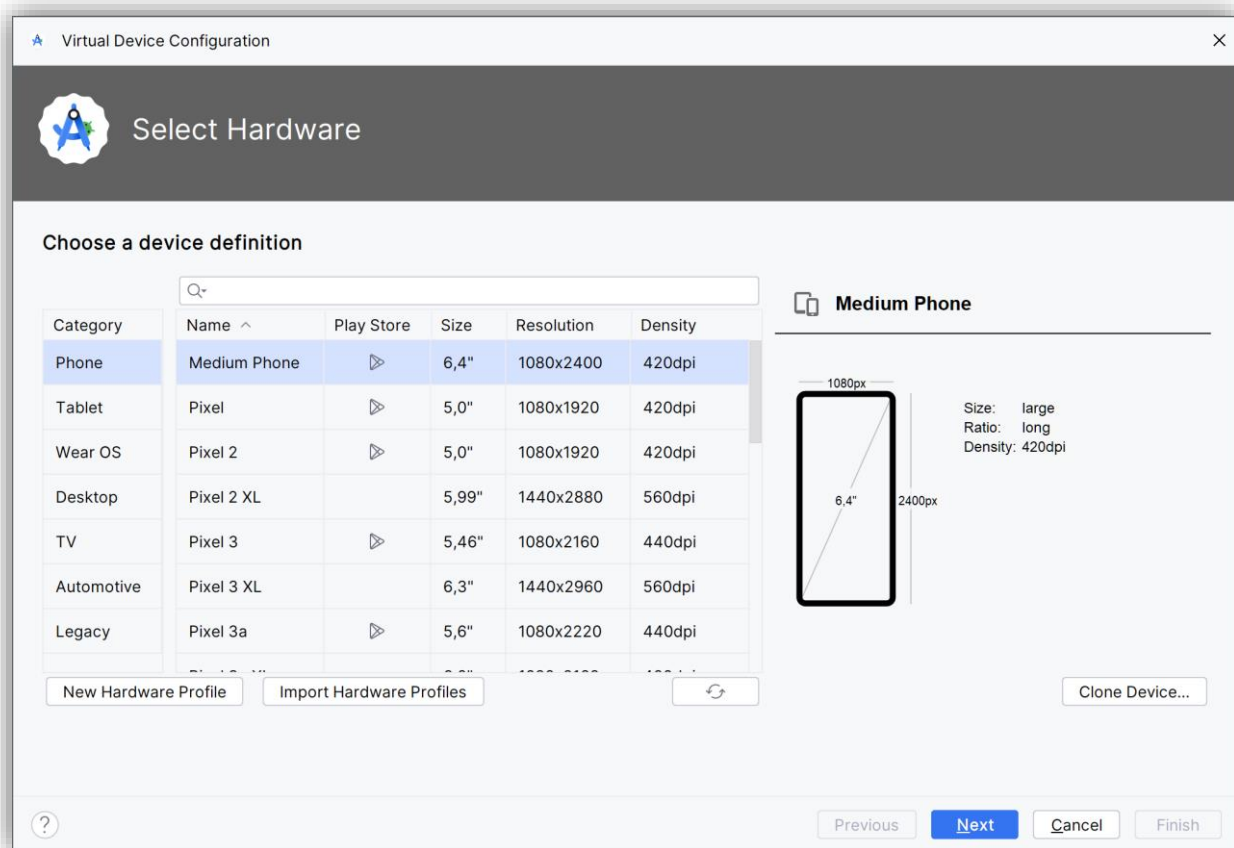 Virtual Device Configuration
Select Hardware
Choose a device definition
Category Name Play Store Size Resolution Density
Phone Medium Phone 6,4" 1080x2400 420dpi
Tablet Pixel 5,0" 1080x1920 420dpi
Wear OS Pixel 2 5,0" 1080x1920 420dpi
Desktop Pixel 2 XL 5,99" 1440x2880 560dpi
TV Pixel 3 5,46" 1080x2160 440dpi
Automotive Pixel 3 XL 6,3" 1440x2960 560dpi
Legacy Pixel 3a 5,6" 1080x2220 440dpi
New Hardware Profile Import Hardware Profiles
Medium Phone
1080px
Size: large
Ratio: long
Density: 420dpi
6,4" 2400px
Clone Device...
? Previous Next Cancel Finish